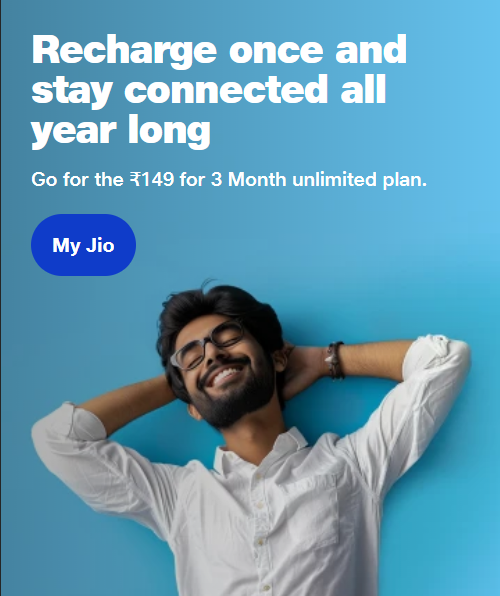 Recharge once and
stay connected all
year long
Go for the ₹149 for 3 Month unlimited plan.
My Jio